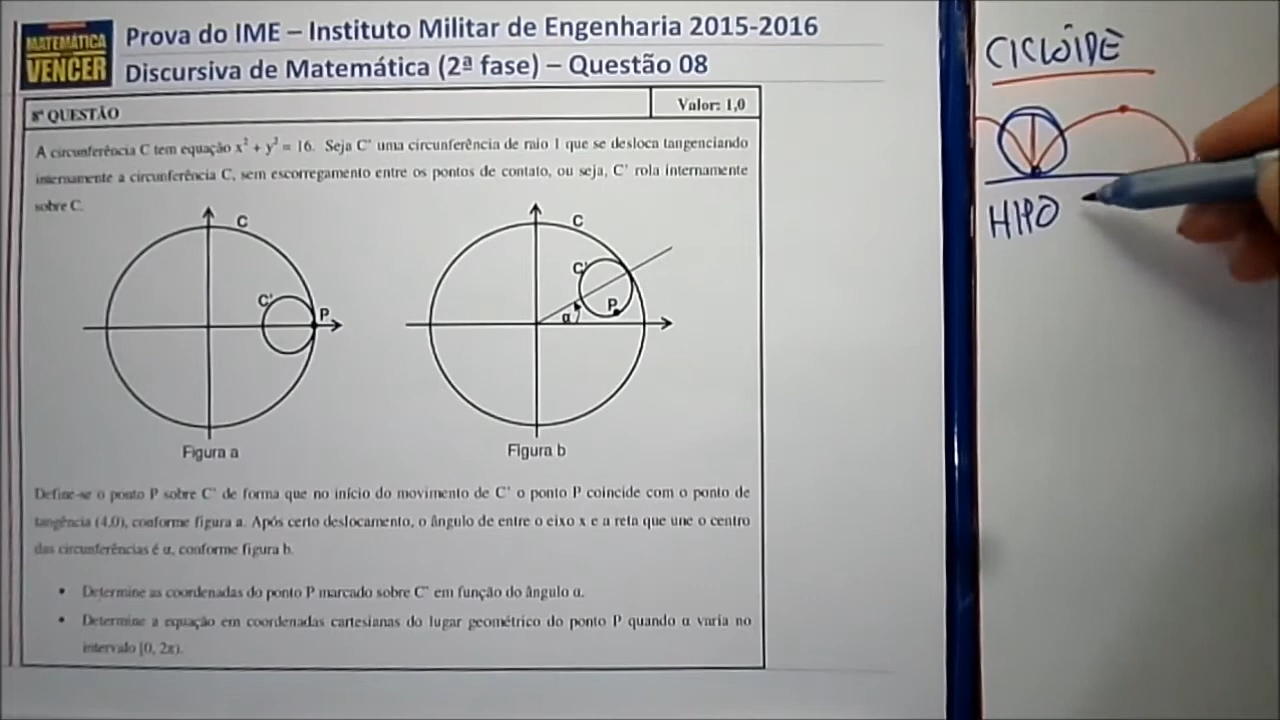 MATEMÁTICA
PARA
VENCER
Prova do IME – Instituto Militar de Engenharia 2015-2016
Discursiva de Matemática (2ª fase) – Questão 08
8ª QUESTÃO
Valor: 1,0
A circunferência C tem equação x² + y² = 16. Seja C' uma circunferência de raio 1 que se desloca tangenciando
internamente a circunferência C, sem escorregamento entre os pontos de contato, ou seja, C' rola internamente
sobre C.
C
C'
P
Figura a
C
C'
P
α
Figura b
Define-se o ponto P sobre C' de forma que no início do movimento de C' o ponto P coincide com o ponto de
tangência (4,0), conforme figura a. Após certo deslocamento, o ângulo de entre o eixo x e a reta que une o centro
das circunferências é α, conforme figura b.
• Determine as coordenadas do ponto P marcado sobre C' em função do ângulo α.
• Determine a equação em coordenadas cartesianas do lugar geométrico do ponto P quando α varia no
intervalo [0, 2π).
CICLÓIDE
HIPO